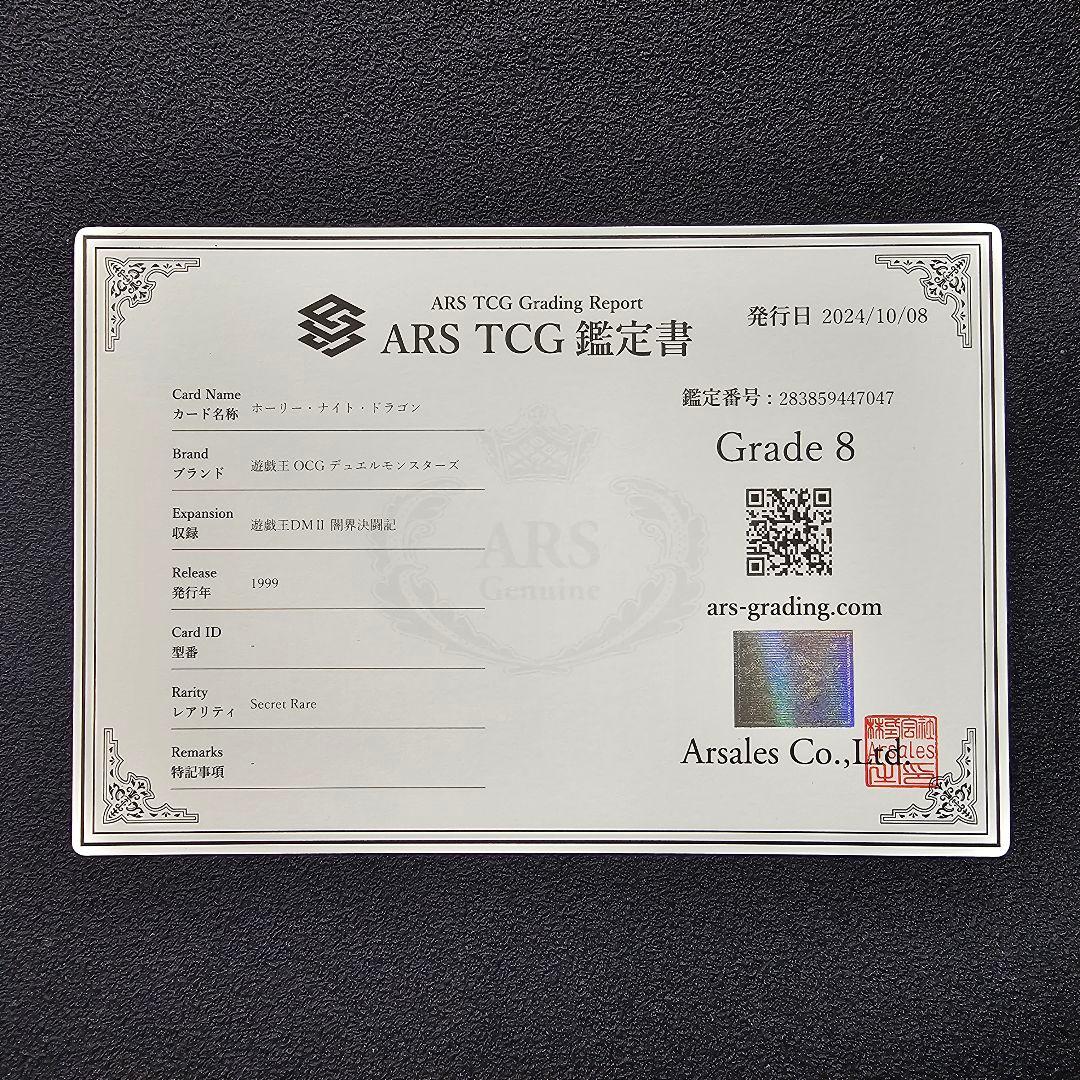 ARS TCG Grading Report
ARS TCG 鑑定書
発行日 2024/10/08
Card Name
カード名称 ホーリー・ナイト・ドラゴン
Brand
ブランド 遊戯王 OCG デュエルモンスターズ
Expansion
収録 遊戯王DMⅡ 闇界決闘記
Release
発行年 1999
Card ID
型番 -
Rarity
レアリティ Secret Rare
Remarks
特記事項 -
鑑定番号 : 283859447047
Grade 8
ars-grading.com
Arsales Co.,Ltd.
ARS
Genuine
株式会社
Arsales